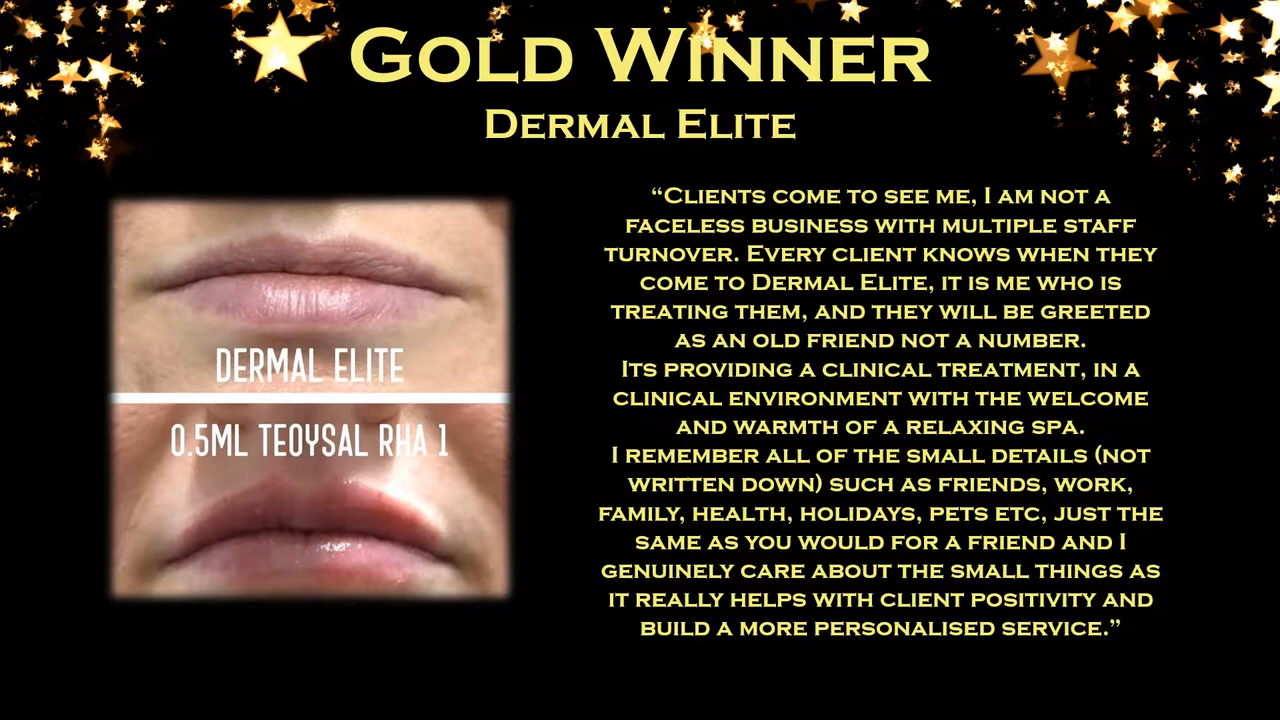 GOLD WINNER
DERMAL ELITE
DERMAL ELITE
0.5ML TEOYSAL RHA 1
“CLIENTS COME TO SEE ME, I AM NOT A
FACELESS BUSINESS WITH MULTIPLE STAFF
TURNOVER. EVERY CLIENT KNOWS WHEN THEY
COME TO DERMAL ELITE, IT IS ME WHO IS
TREATING THEM, AND THEY WILL BE GREETED
AS AN OLD FRIEND NOT A NUMBER.
ITS PROVIDING A CLINICAL TREATMENT, IN A
CLINICAL ENVIRONMENT WITH THE WELCOME
AND WARMTH OF A RELAXING SPA.
I REMEMBER ALL OF THE SMALL DETAILS (NOT
WRITTEN DOWN) SUCH AS FRIENDS, WORK,
FAMILY, HEALTH, HOLIDAYS, PETS ETC, JUST THE
SAME AS YOU WOULD FOR A FRIEND AND I
GENUINELY CARE ABOUT THE SMALL THINGS AS
IT REALLY HELPS WITH CLIENT POSITIVITY AND
BUILD A MORE PERSONALISED SERVICE.”